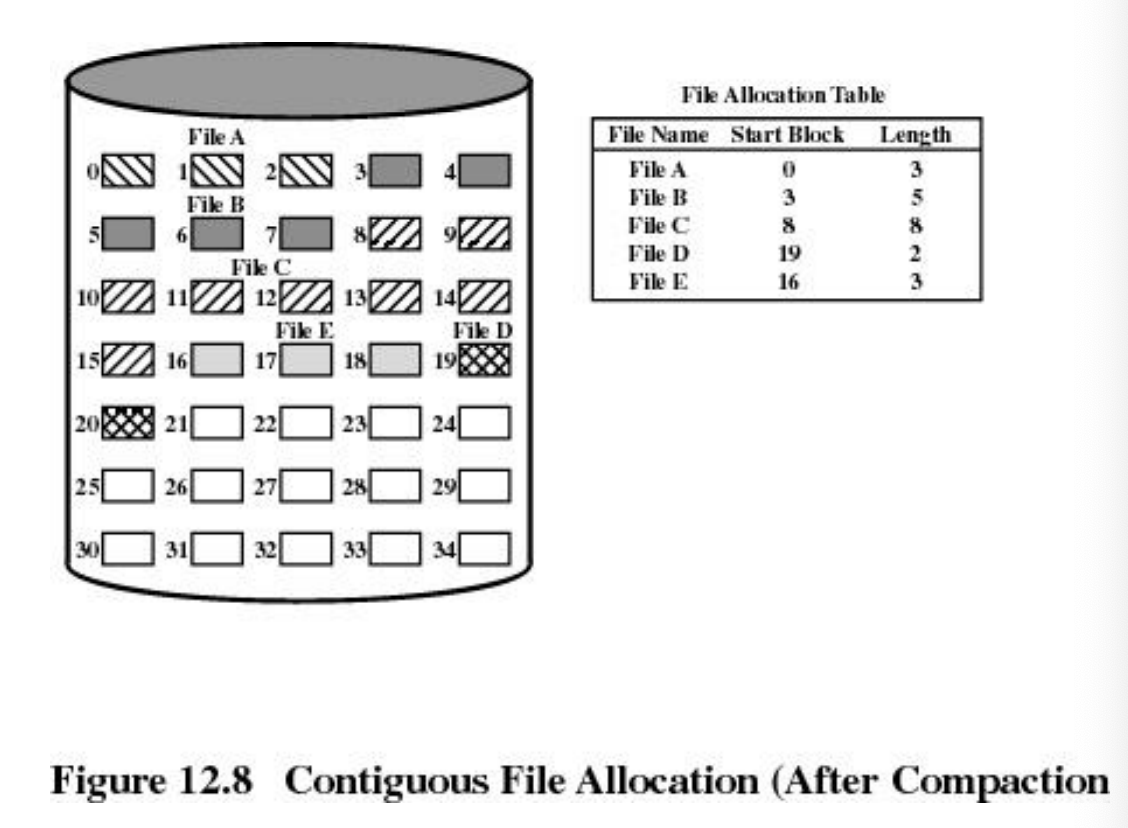 File A
0 1 2 3 4
File B
5 6 7 8 9
File C
10 11 12 13 14
File E File D
15 16 17 18 19
20 21 22 23 24
25 26 27 28 29
30 31 32 33 34
File Allocation Table
File Name Start Block Length
File A 0 3
File B 3 5
File C 8 8
File D 19 2
File E 16 3
Figure 12.8 Contiguous File Allocation (After Compaction